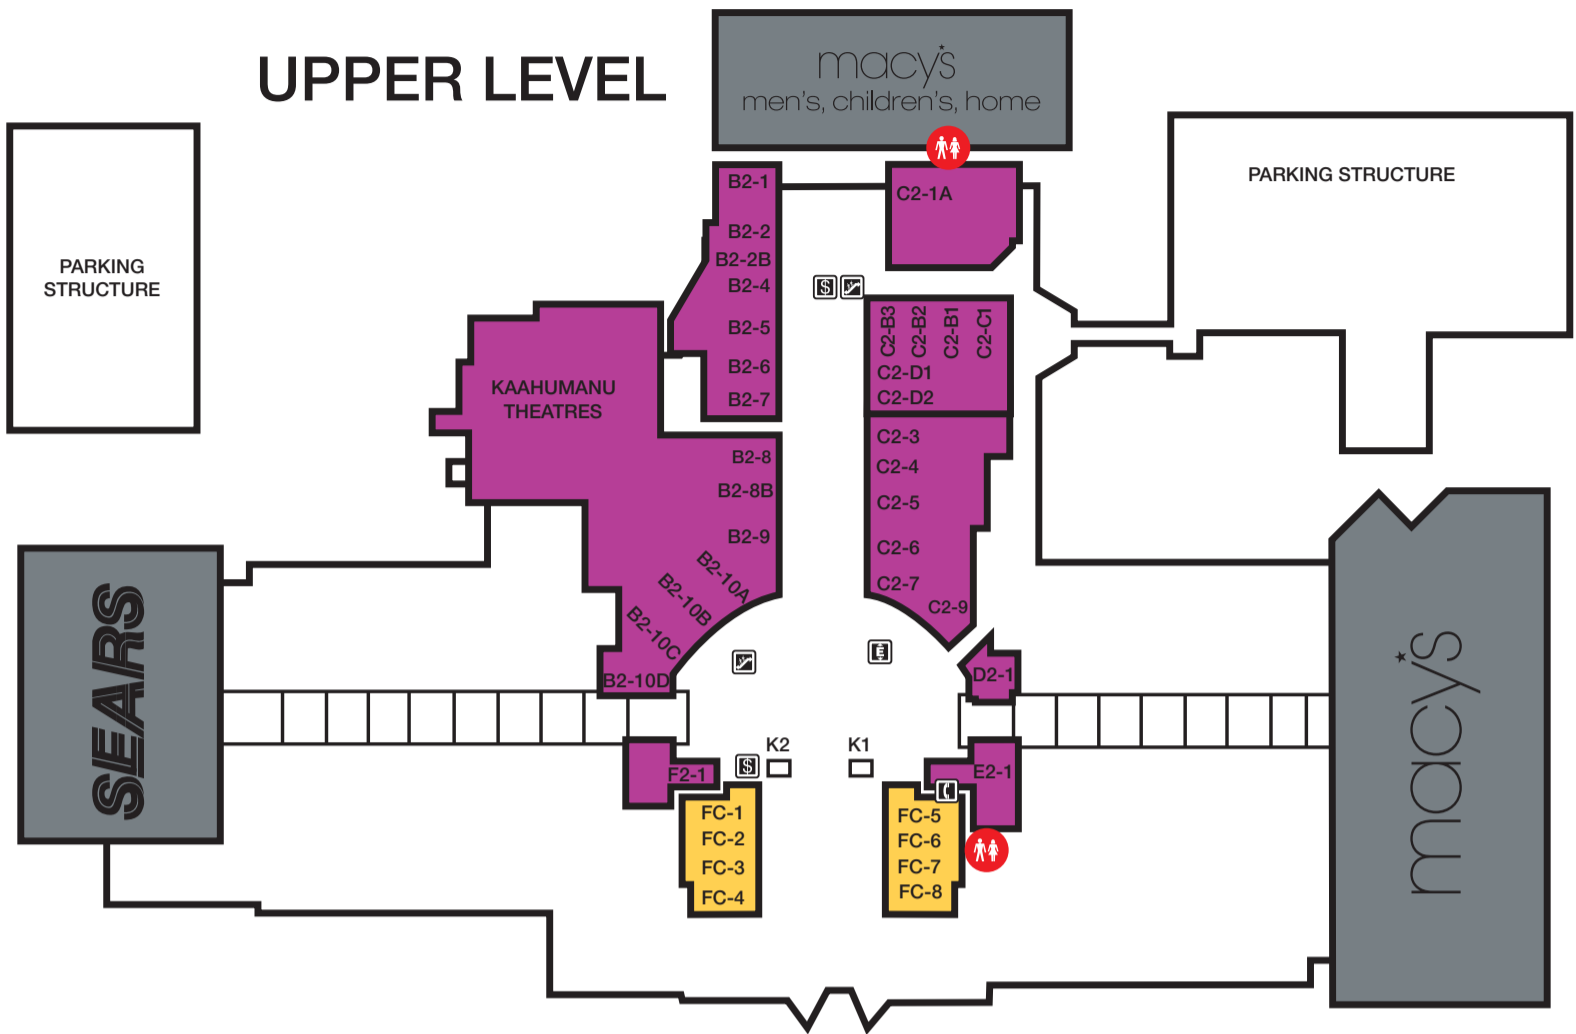 UPPER LEVEL
macy's
men's, children's, home
PARKING
STRUCTURE
PARKING STRUCTURE
B2-1
B2-2
B2-2B
B2-4
B2-5
B2-6
B2-7
C2-1A
$
C2-B3
C2-B2
C2-B1
C2-C1
C2-D1
C2-D2
KAAHUMANU
THEATRES
B2-8
B2-8B
B2-9
B2-10A
B2-10B
B2-10C
B2-10D
C2-3
C2-4
C2-5
C2-6
C2-7
C2-9
E
D2-1
SEARS
macy's
K2
K1
$
F2-1
E2-1
FC-1
FC-2
FC-3
FC-4
FC-5
FC-6
FC-7
FC-8